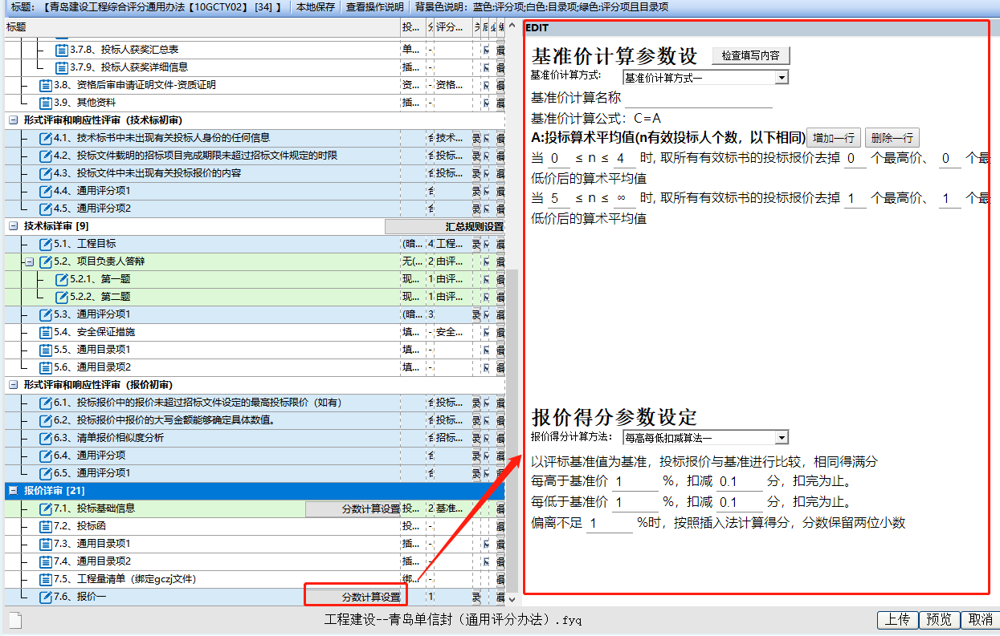 标题：【青岛建设工程综合评分通用办法【10GCTY02】 [34] 】 本地保存 查看操作说明 背景色说明：蓝色:评分项;白色:目录项;绿色:评分项且目录项
标题 投... 评分...
3.7.8、投标人获奖汇总表 单... -
3.7.9、投标人获奖详细信息 插... -
3.8、资格后审申请证明文件-资质证明 资... - 资格...
3.9、其他资料 插... -
形式评审和响应性评审（技术标初审）
4.1、技术标书中未出现有关投标人身份的任何信息 技术...
4.2、投标文件载明的招标项目完成期限未超过招标文件规定的时限 投标...
4.3、投标文件中未出现有关投标报价的内容 投标...
4.4、通用评分项1
4.5、通用评分项2
技术标详审 [9] 汇总规则设置
5.1、工程目标 (暗... 4 工程...
5.2、项目负责人答辩 无(... 2 由评...
5.2.1、第一题 现... 1 由评...
5.2.2、第二题 现... 1 由评...
5.3、通用评分项1 (暗... 3
5.4、安全保证措施 填... - 安全...
5.5、通用目录项1 填... -
5.6、通用目录项2 填... -
形式评审和响应性评审（报价初审）
6.1、投标报价中的报价未超过招标文件设定的最高投标限价（如有） 投标...
6.2、投标报价中报价的大写金额能够确定具体数值。 投标...
6.3、清单报价相似度分析 招标...
6.4、通用评分项
6.5、通用评分项1
报价详审 [21]
7.1、投标基础信息 分数计算设置 投... 2 基准...
7.2、投标函 投... -
7.3、通用目录项1 插... -
7.4、通用目录项2 插... -
7.5、工程量清单（绑定gczj文件） 绑... -
7.6、报价一 分数计算设置 1
EDIT
基准价计算参数设 检查填写内容
基准价计算方式: 基准价计算方式一
基准价计算名称
基准价计算公式：C=A
A:投标算术平均值(n有效投标人个数，以下相同) 增加一行 删除一行
当 0 ≤ n ≤ 4 时, 取所有有效标书的投标报价去掉 0 个最高价、 0 个最
低价后的算术平均值
当 5 ≤ n ≤ ∞ 时, 取所有有效标书的投标报价去掉 1 个最高价、 1 个最
低价后的算术平均值
报价得分参数设定
报价得分计算方法： 每高每低扣减算法一
以评标基准值为基准，投标报价与基准进行比较，相同得满分
每高于基准价 1 %，扣减 0.1 分，扣完为止。
每低于基准价 1 %，扣减 0.1 分，扣完为止。
偏离不足 1 %时，按照插入法计算得分，分数保留两位小数
工程建设--青岛单信封（通用评分办法）.fyq 上传 预览 取消